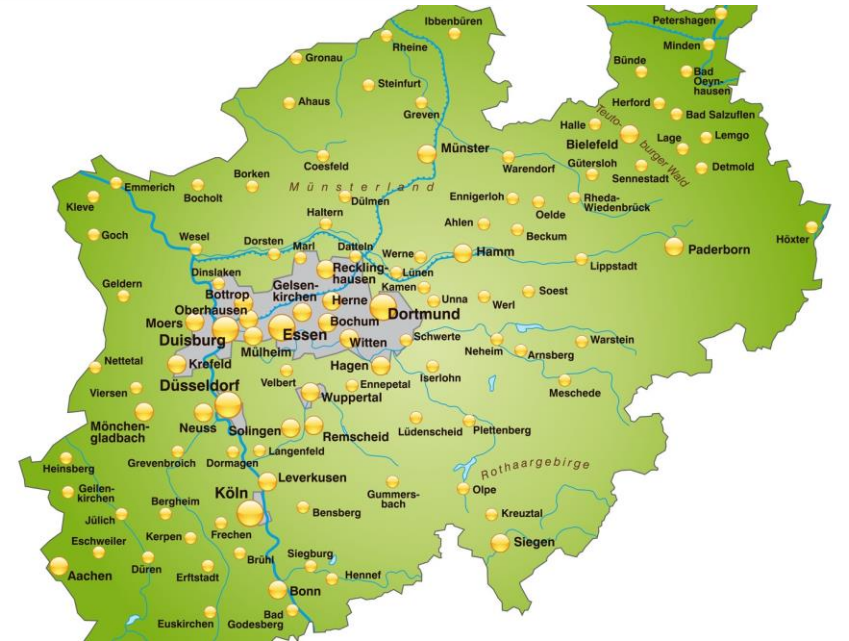 Ibbenbüren
Petershagen
Rheine
Minden
Gronau
Bünde
Bad
Oeyn-
hausen
Steinfurt
Ahaus
Greven
Herford
Bad Salzuflen
Halle
Teuto-
burger Wald
Bielefeld
Lage
Lemgo
Münster
Coesfeld
Warendorf
Gütersloh
Sennestadt
Detmold
Borken
Münsterland
Emmerich
Bocholt
Kleve
Dülmen
Ennigerloh
Oelde
Rheda-
Wiedenbrück
Haltern
Goch
Wesel
Ahlen
Beckum
Höxter
Dorsten
Marl
Datteln
Werne
Hamm
Paderborn
Lippstadt
Dinslaken
Reckling-
hausen
Lünen
Geldern
Bottrop
Gelsen-
kirchen
Kamen
Herne
Unna
Werl
Soest
Oberhausen
Dortmund
Moers
Bochum
Duisburg
Essen
Witten
Schwerte
Neheim
Warstein
Mülheim
Arnsberg
Nettetal
Krefeld
Hagen
Iserlohn
Velbert
Ennepetal
Meschede
Viersen
Düsseldorf
Wuppertal
Mönchen-
gladbach
Neuss
Solingen
Remscheid
Lüdenscheid
Plettenberg
Grevenbroich
Dormagen
Langenfeld
Heinsberg
Rothaargebirge
Leverkusen
Geilen-
kirchen
Köln
Gummers-
bach
Olpe
Bergheim
Bensberg
Kreuztal
Jülich
Frechen
Kerpen
Siegen
Eschweiler
Brühl
Siegburg
Aachen
Düren
Erftstadt
Hennef
Bonn
Bad
Godesberg
Euskirchen